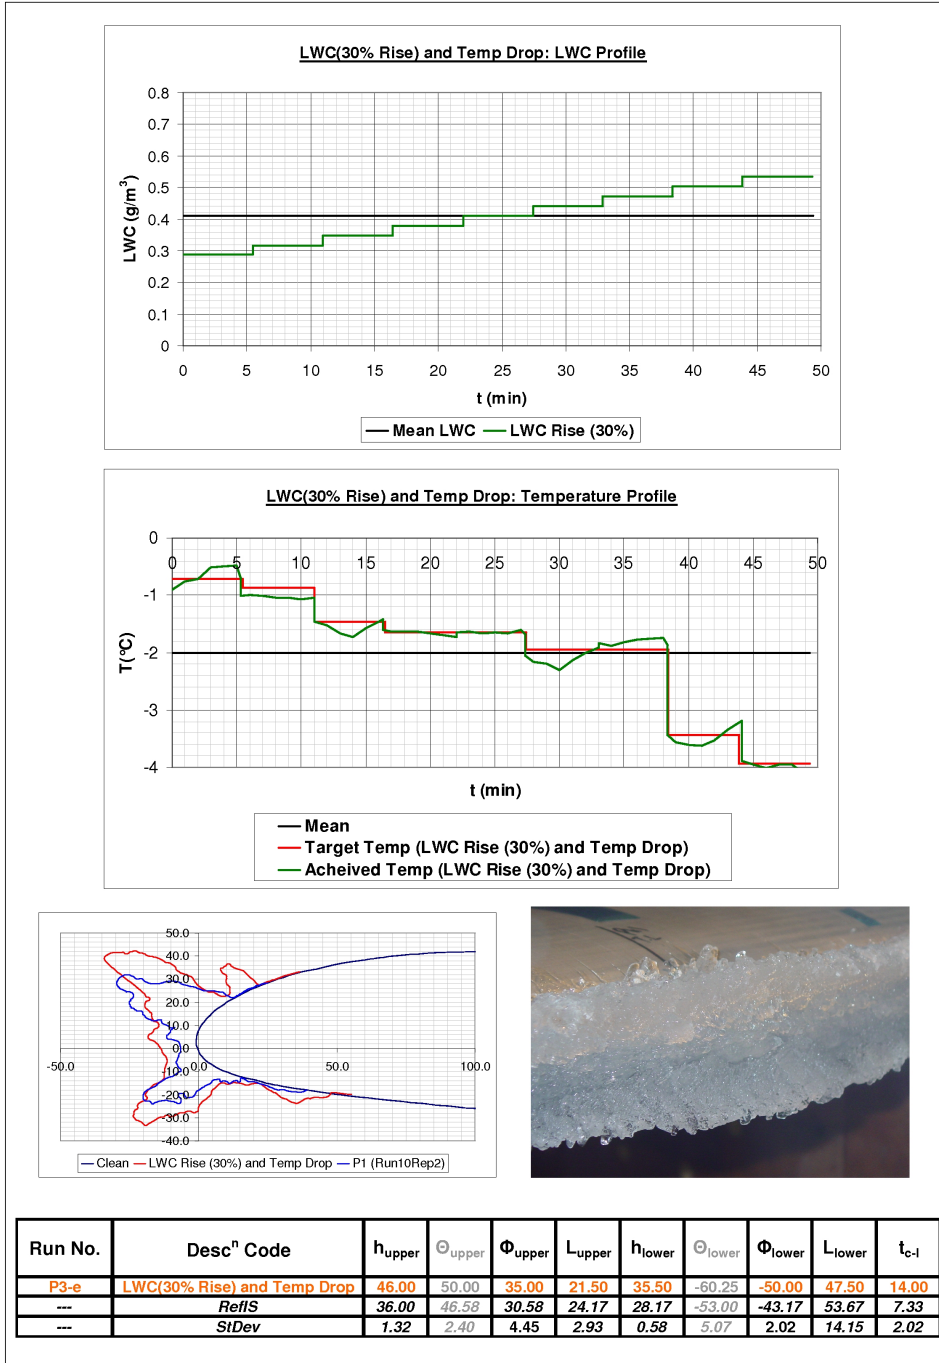 LWC(30% Rise) and Temp Drop: LWC Profile
0.8
0.7
0.6
0.5
0.4
0.3
0.2
0.1
0
LWC (g/m³)
0 5 10 15 20 25 30 35 40 45 50
t (min)
Mean LWC LWC Rise (30%)
LWC(30% Rise) and Temp Drop: Temperature Profile
0
0 5 10 15 20 25 30 35 40 45 50
-1
-2
-3
-4
T(°C)
t (min)
Mean
Target Temp (LWC Rise (30%) and Temp Drop)
Acheived Temp (LWC Rise (30%) and Temp Drop)
50.0
40.0
30.0
20.0
10.0
0.0
-50.0 0.0 50.0 100.0
-10.0
-20.0
-30.0
-40.0
Clean LWC Rise (30%) and Temp Drop P1 (Run10Rep2)
Run No. Descⁿ Code h_upper Θ_upper Φ_upper L_upper h_lower Θ_lower Φ_lower L_lower t_c-l
P3-e LWC(30% Rise) and Temp Drop 46.00 50.00 35.00 21.50 35.50 -60.25 -50.00 47.50 14.00
--- RefIS 36.00 46.58 30.58 24.17 28.17 -53.00 -43.17 53.67 7.33
--- StDev 1.32 2.40 4.45 2.93 0.58 5.07 2.02 14.15 2.02